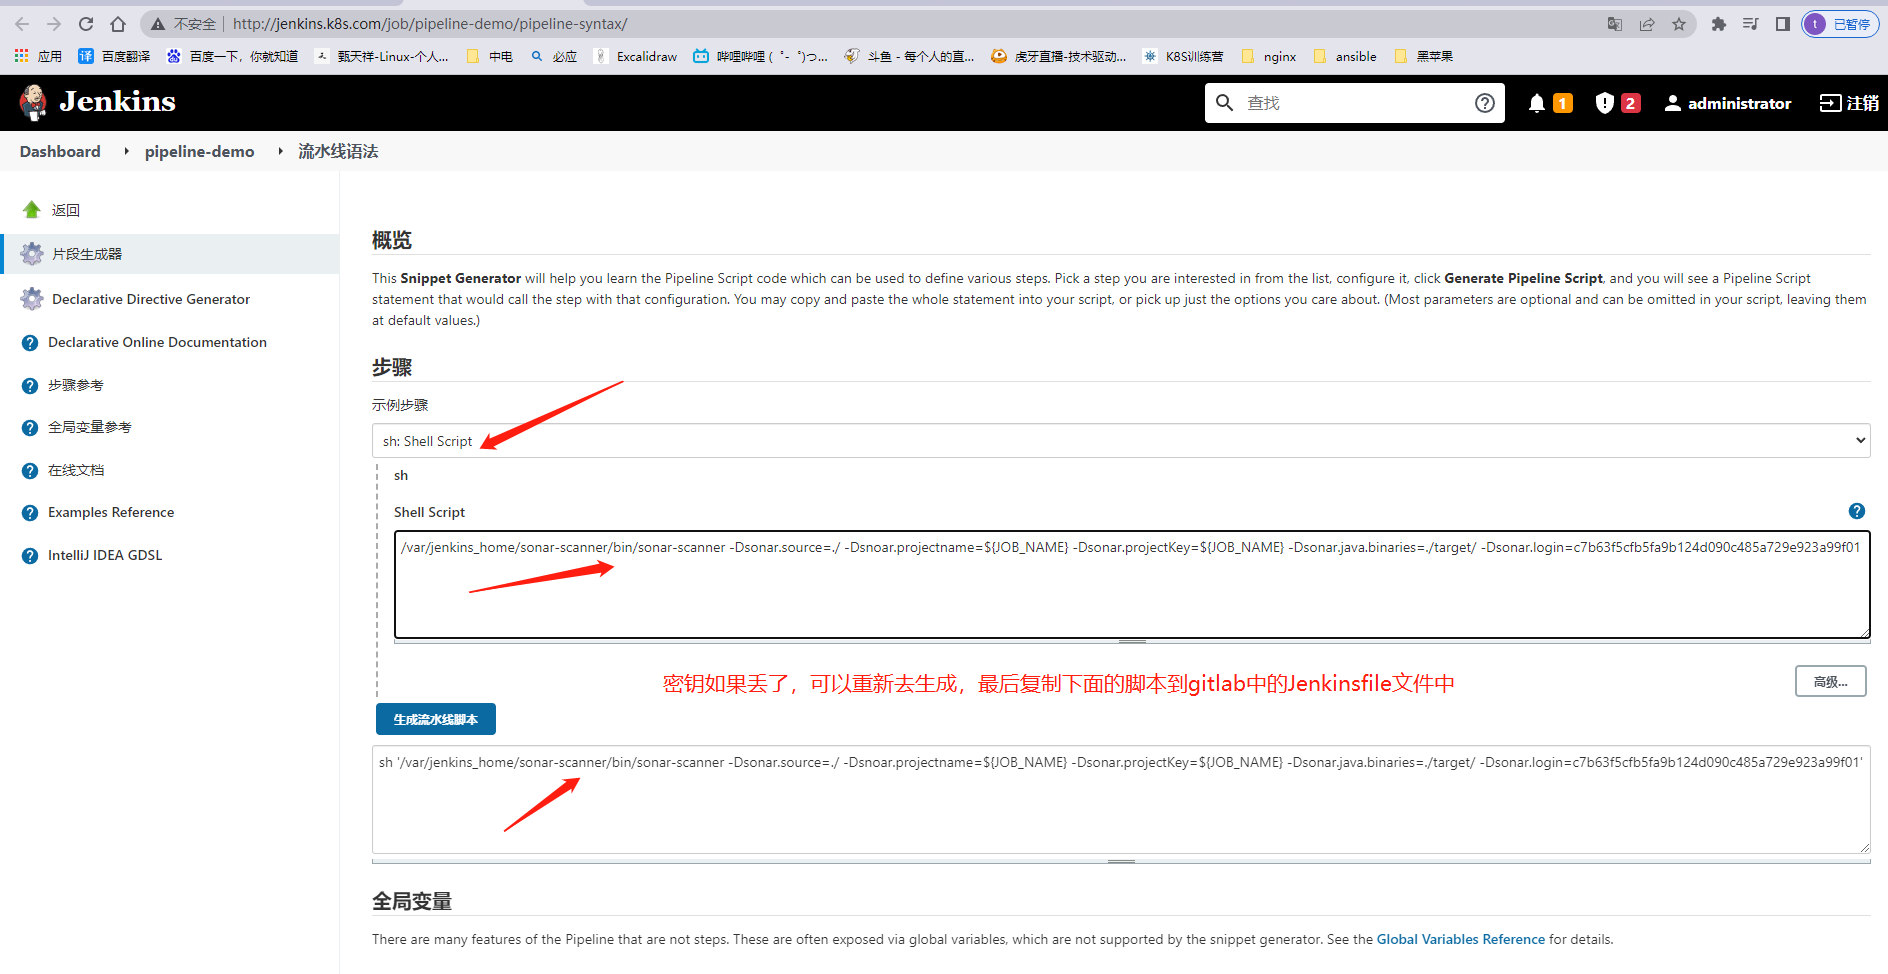 不安全 http://jenkins.k8s.com/job/pipeline-demo/pipeline-syntax/ t 已暂停
应用 译 百度翻译 百度一下，你就知道 甄天祥-Linux-个人... 中电 必应 Excalidraw 哔哩哔哩 ( ゜- ゜)つ... 斗鱼 - 每个人的直... 虎牙直播-技术驱动... K8S训练营 nginx ansible 黑苹果
Jenkins 查找 1 2 administrator 注销
Dashboard pipeline-demo 流水线语法
返回
片段生成器
Declarative Directive Generator
Declarative Online Documentation
步骤参考
全局变量参考
在线文档
Examples Reference
IntelliJ IDEA GDSL
概览
This Snippet Generator will help you learn the Pipeline Script code which can be used to define various steps. Pick a step you are interested in from the list, configure it, click Generate Pipeline Script, and you will see a Pipeline Script
statement that would call the step with that configuration. You may copy and paste the whole statement into your script, or pick up just the options you care about. (Most parameters are optional and can be omitted in your script, leaving them
at default values.)
步骤
示例步骤
sh: Shell Script
sh
Shell Script
/var/jenkins_home/sonar-scanner/bin/sonar-scanner -Dsonar.source=./ -Dsnoar.projectname=${JOB_NAME} -Dsonar.projectKey=${JOB_NAME} -Dsonar.java.binaries=./target/ -Dsonar.login=c7b63f5cfb5fa9b124d090c485a729e923a99f01
密钥如果丢了，可以重新去生成，最后复制下面的脚本到gitlab中的Jenkinsfile文件中
高级...
生成流水线脚本
sh '/var/jenkins_home/sonar-scanner/bin/sonar-scanner -Dsonar.source=./ -Dsnoar.projectname=${JOB_NAME} -Dsonar.projectKey=${JOB_NAME} -Dsonar.java.binaries=./target/ -Dsonar.login=c7b63f5cfb5fa9b124d090c485a729e923a99f01'
全局变量
There are many features of the Pipeline that are not steps. These are often exposed via global variables, which are not supported by the snippet generator. See the Global Variables Reference for details.